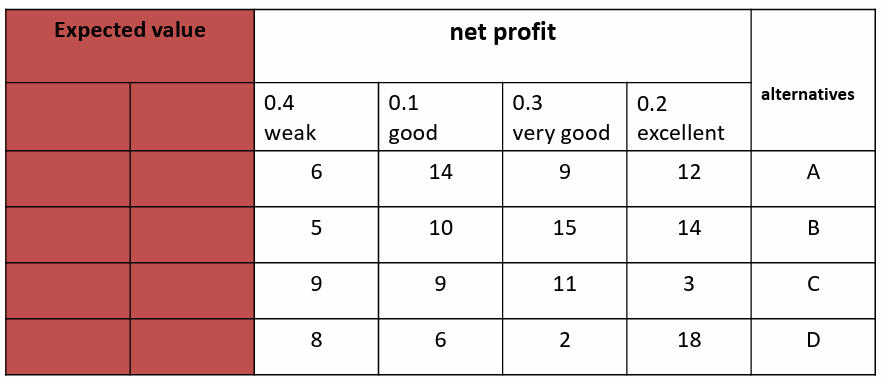 Expected value net profit alternatives
0.4 0.1 0.3 0.2
weak good very good excellent
6 14 9 12 A
5 10 15 14 B
9 9 11 3 C
8 6 2 18 D